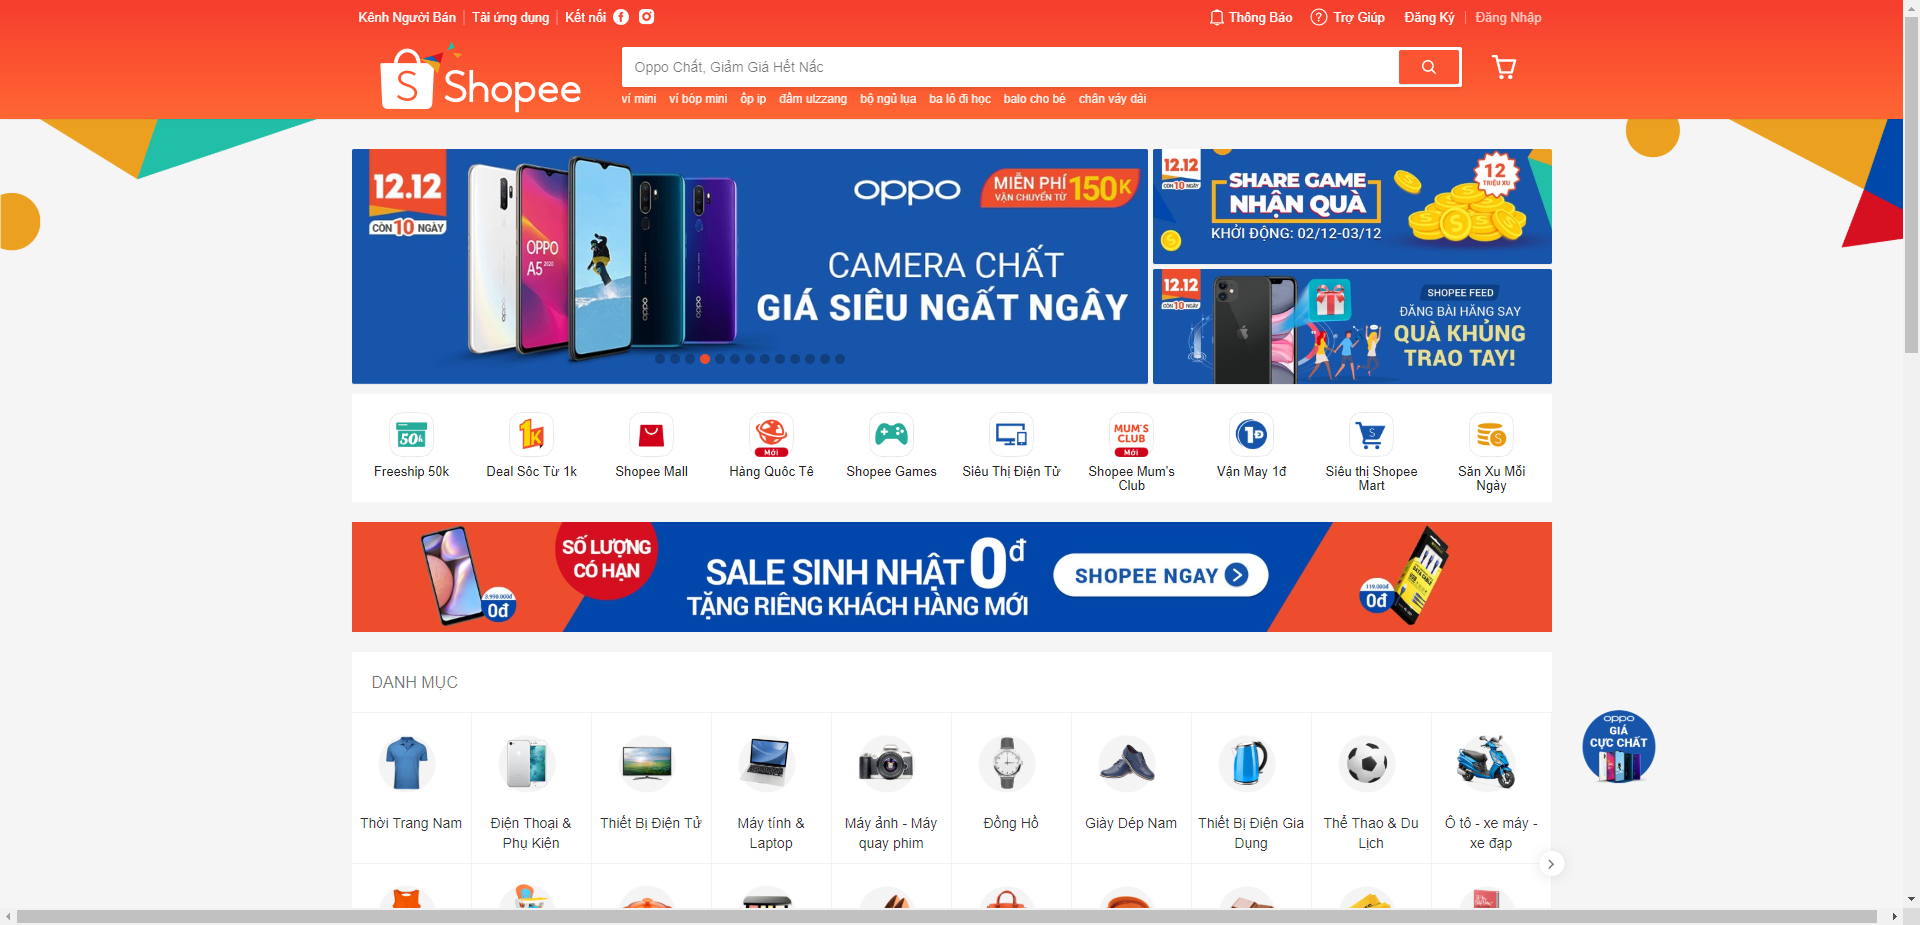 Kênh Người Bán
Tải ứng dụng
Kết nối
Thông Báo
Trợ Giúp
Đăng Ký
Đăng Nhập
S
Shopee
Oppo Chất, Giảm Giá Hết Nấc
ví mini
ví bóp mini
ốp ip
đầm ulzzang
bộ ngủ lụa
ba lô đi học
balo cho bé
chân váy dài
12.12
CÒN 10 NGÀY
OPPO
A5 2020
oppo
MIỄN PHÍ
VẬN CHUYỂN TỪ
150K
CAMERA CHẤT
GIÁ SIÊU NGẤT NGÂY
12.12
CÒN 10 NGÀY
SHARE GAME
NHẬN QUÀ
KHỞI ĐỘNG: 02/12-03/12
12
TRIỆU XU
12.12
CÒN 10 NGÀY
SHOPEE FEED
ĐĂNG BÀI HĂNG SAY
QUÀ KHỦNG
TRAO TAY!
50k
Freeship 50k
1K
Deal Sốc Từ 1k
Shopee Mall
Mới
Hàng Quốc Tế
Shopee Games
Siêu Thị Điện Tử
MUM'S
CLUB
Mới
Shopee Mum's
Club
1Đ
Vận May 1đ
Siêu thị Shopee
Mart
Săn Xu Mỗi
Ngày
3.990.000đ
0đ
SỐ LƯỢNG
CÓ HẠN
SALE SINH NHẬT 0đ
TẶNG RIÊNG KHÁCH HÀNG MỚI
SHOPEE NGAY
119.000đ
0đ
DATA CABLE
DANH MỤC
Thời Trang Nam
Điện Thoại &
Phụ Kiện
Thiết Bị Điện Tử
Máy tính &
Laptop
Máy ảnh - Máy
quay phim
Đồng Hồ
Giày Dép Nam
Thiết Bị Điện Gia
Dụng
Thể Thao & Du
Lịch
Ô tô - xe máy -
xe đạp
oppo
GIÁ
CỰC CHẤT